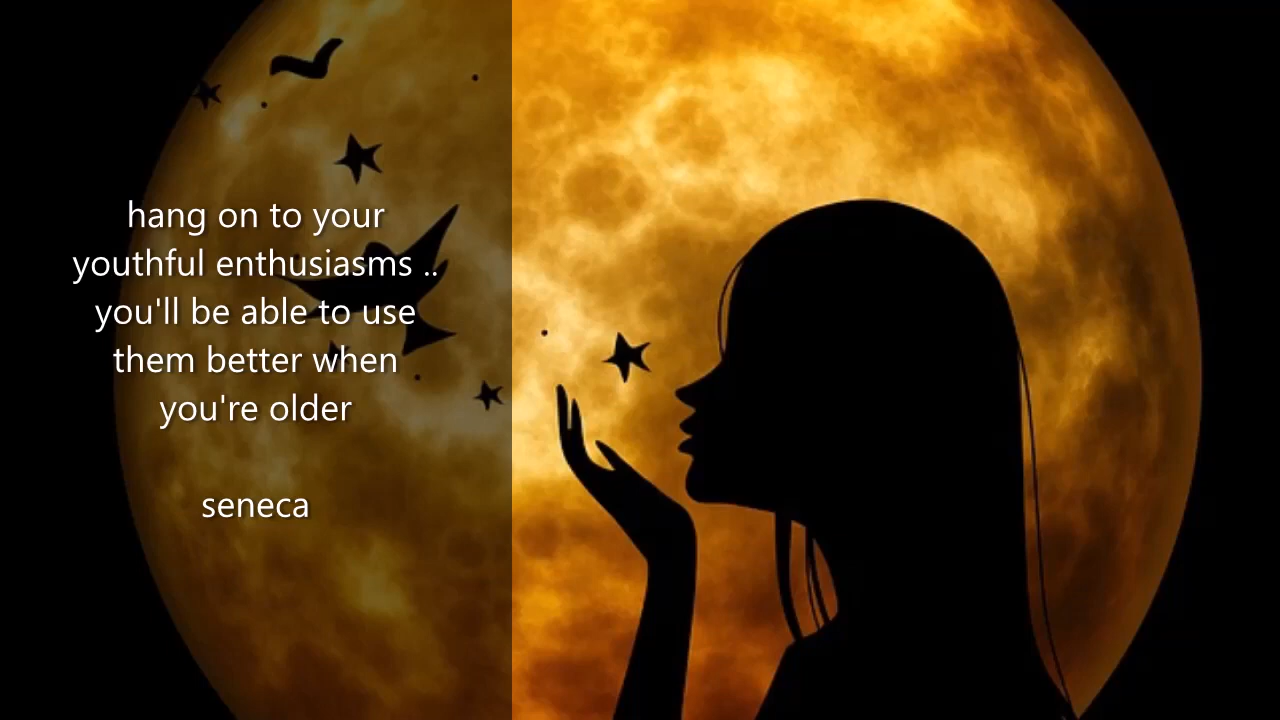 hang on to your
youthful enthusiasms ..
you'll be able to use
them better when
you're older
seneca